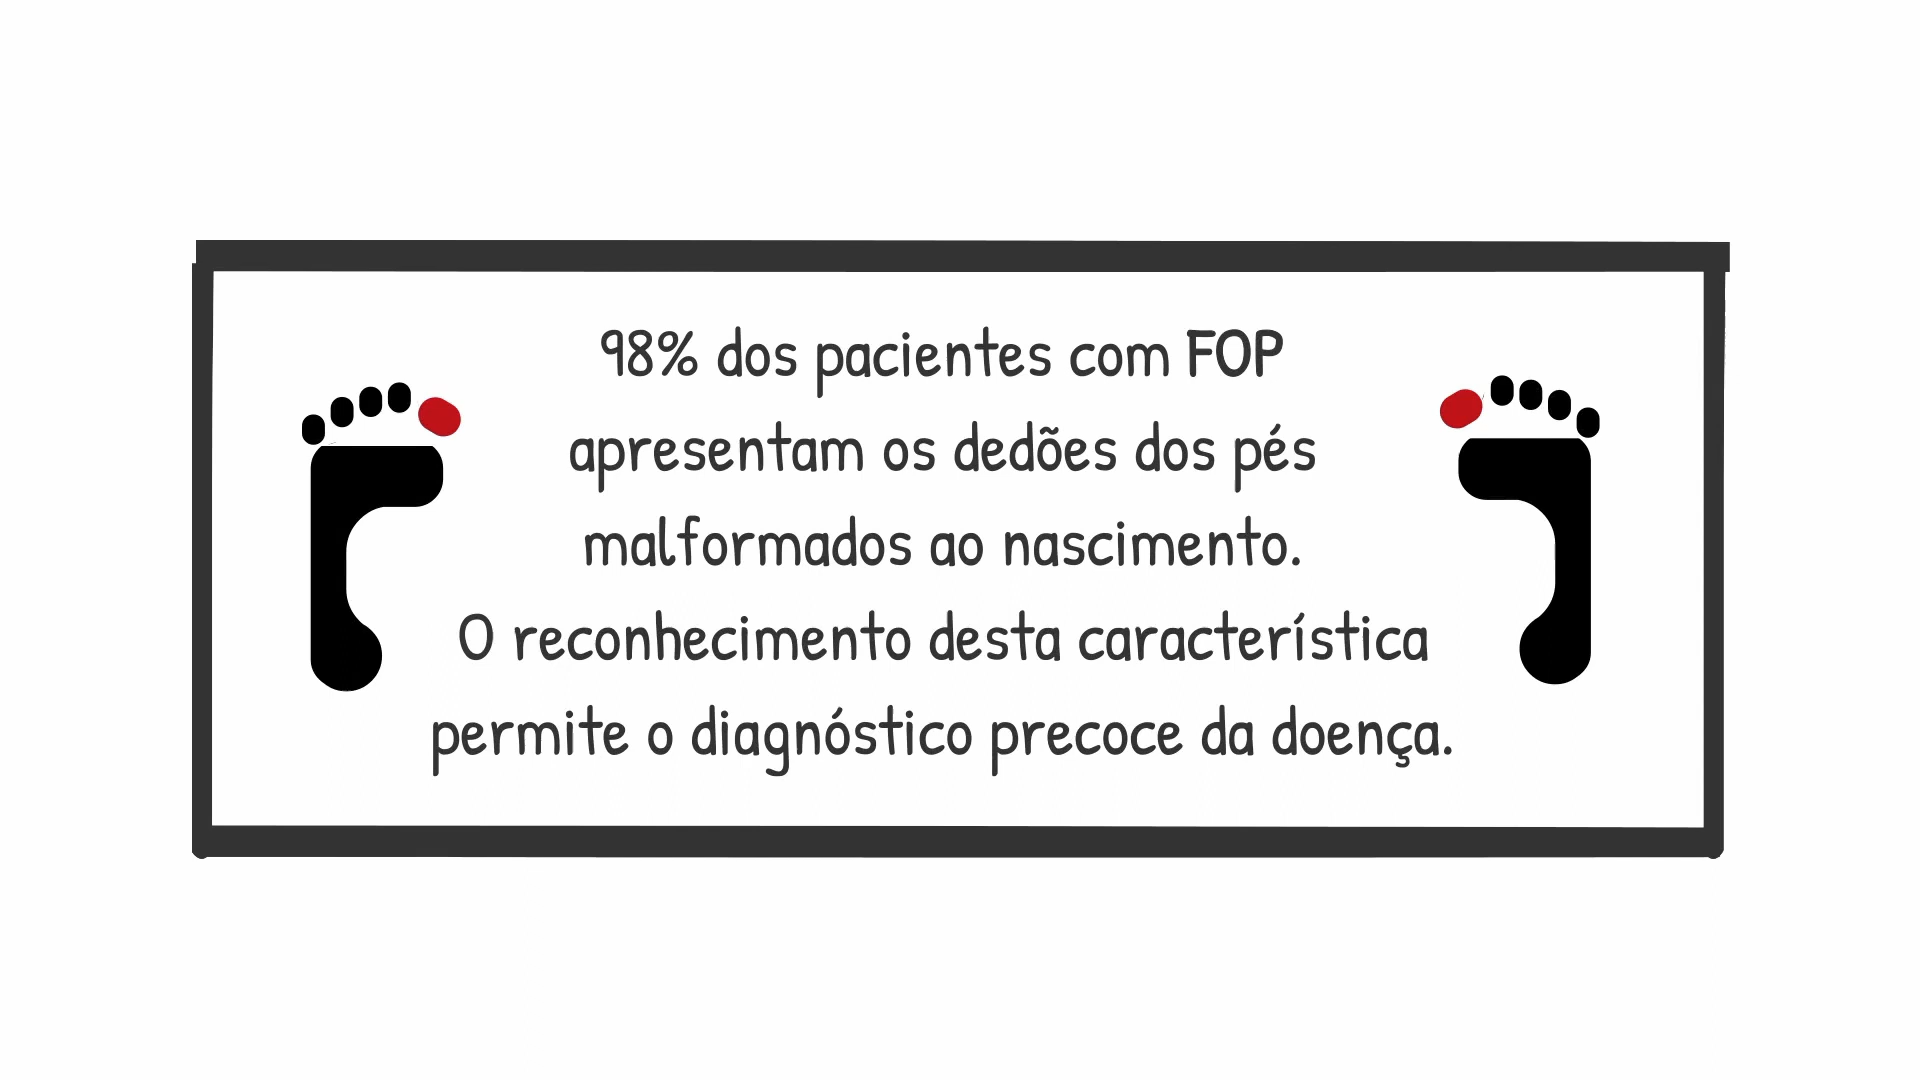 98% dos pacientes com FOP
apresentam os dedões dos pés
malformados ao nascimento.
O reconhecimento desta característica
permite o diagnóstico precoce da doença.